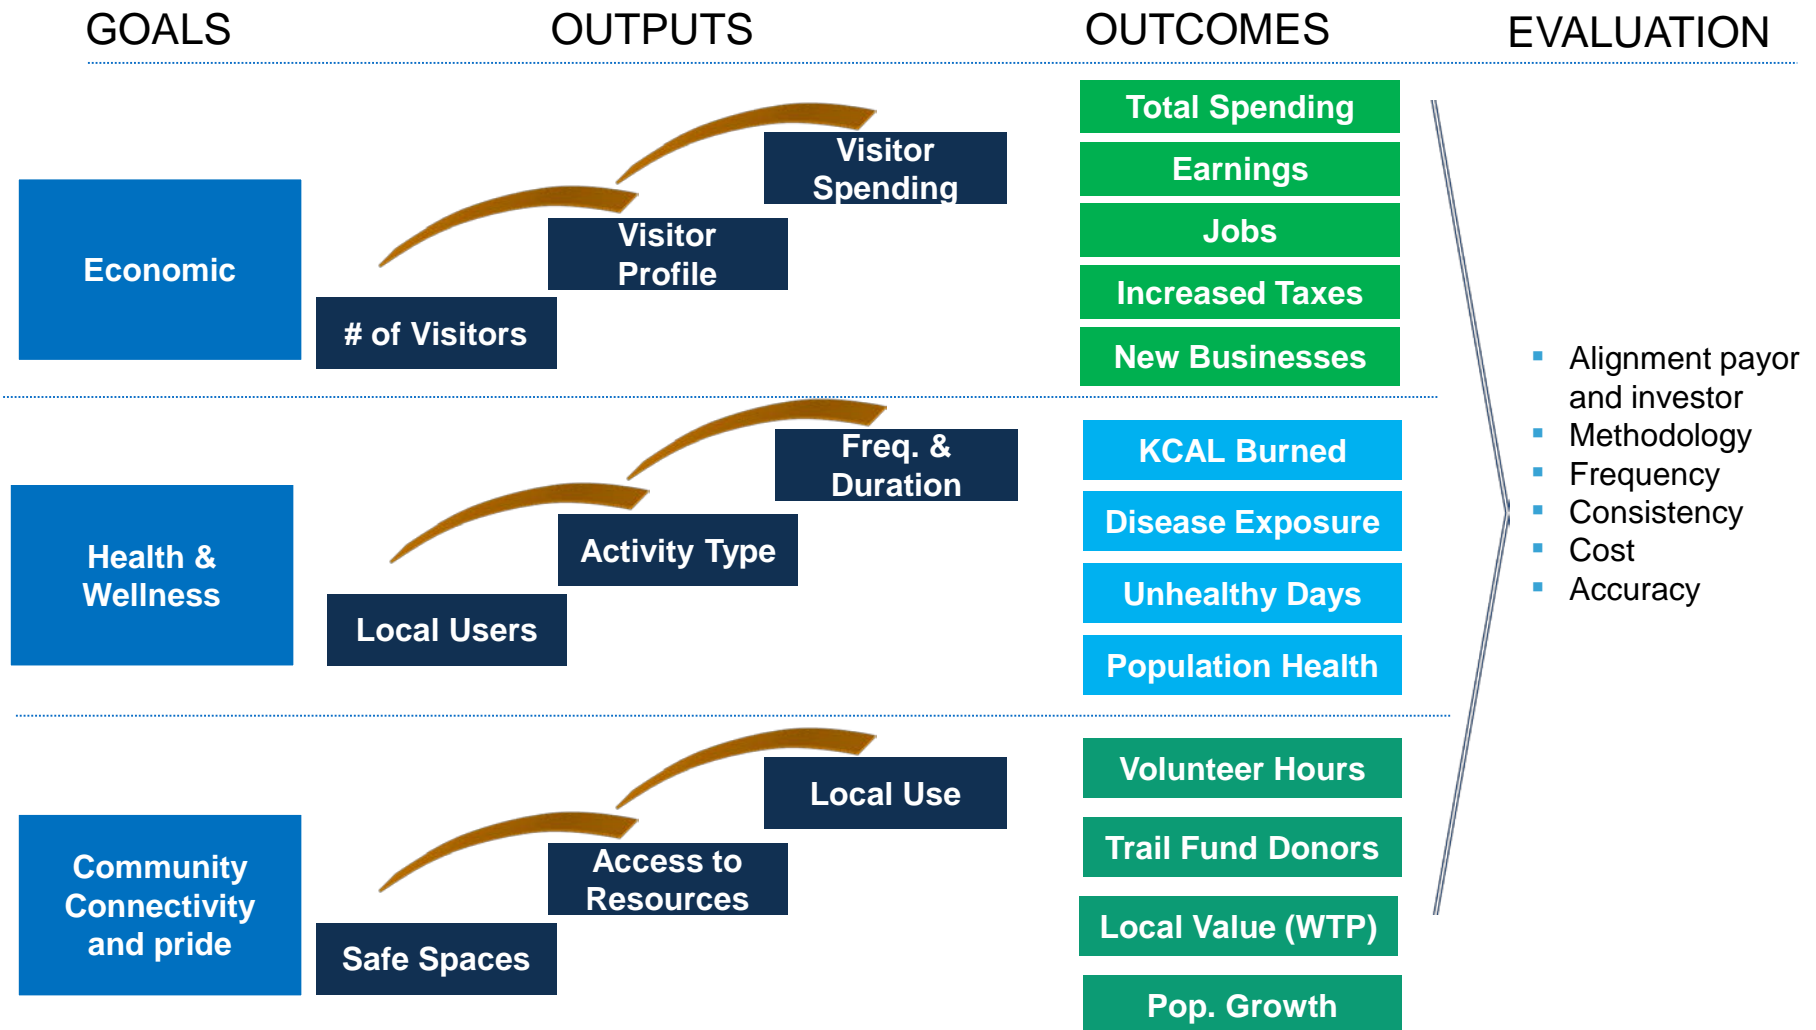 GOALS
OUTPUTS
OUTCOMES
EVALUATION
Economic
# of Visitors
Visitor
Profile
Visitor
Spending
Total Spending
Earnings
Jobs
Increased Taxes
New Businesses
Health &
Wellness
Local Users
Activity Type
Freq. &
Duration
KCAL Burned
Disease Exposure
Unhealthy Days
Population Health
Community
Connectivity
and pride
Safe Spaces
Access to
Resources
Local Use
Volunteer Hours
Trail Fund Donors
Local Value (WTP)
Pop. Growth
▪ Alignment payor
and investor
▪ Methodology
▪ Frequency
▪ Consistency
▪ Cost
▪ Accuracy